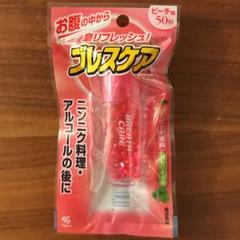 お腹の中から
息リフレッシュ!
ブレスケア
ピーチ
50粒
ニンニク料理・
アルコールの後に
BREATH
CARE